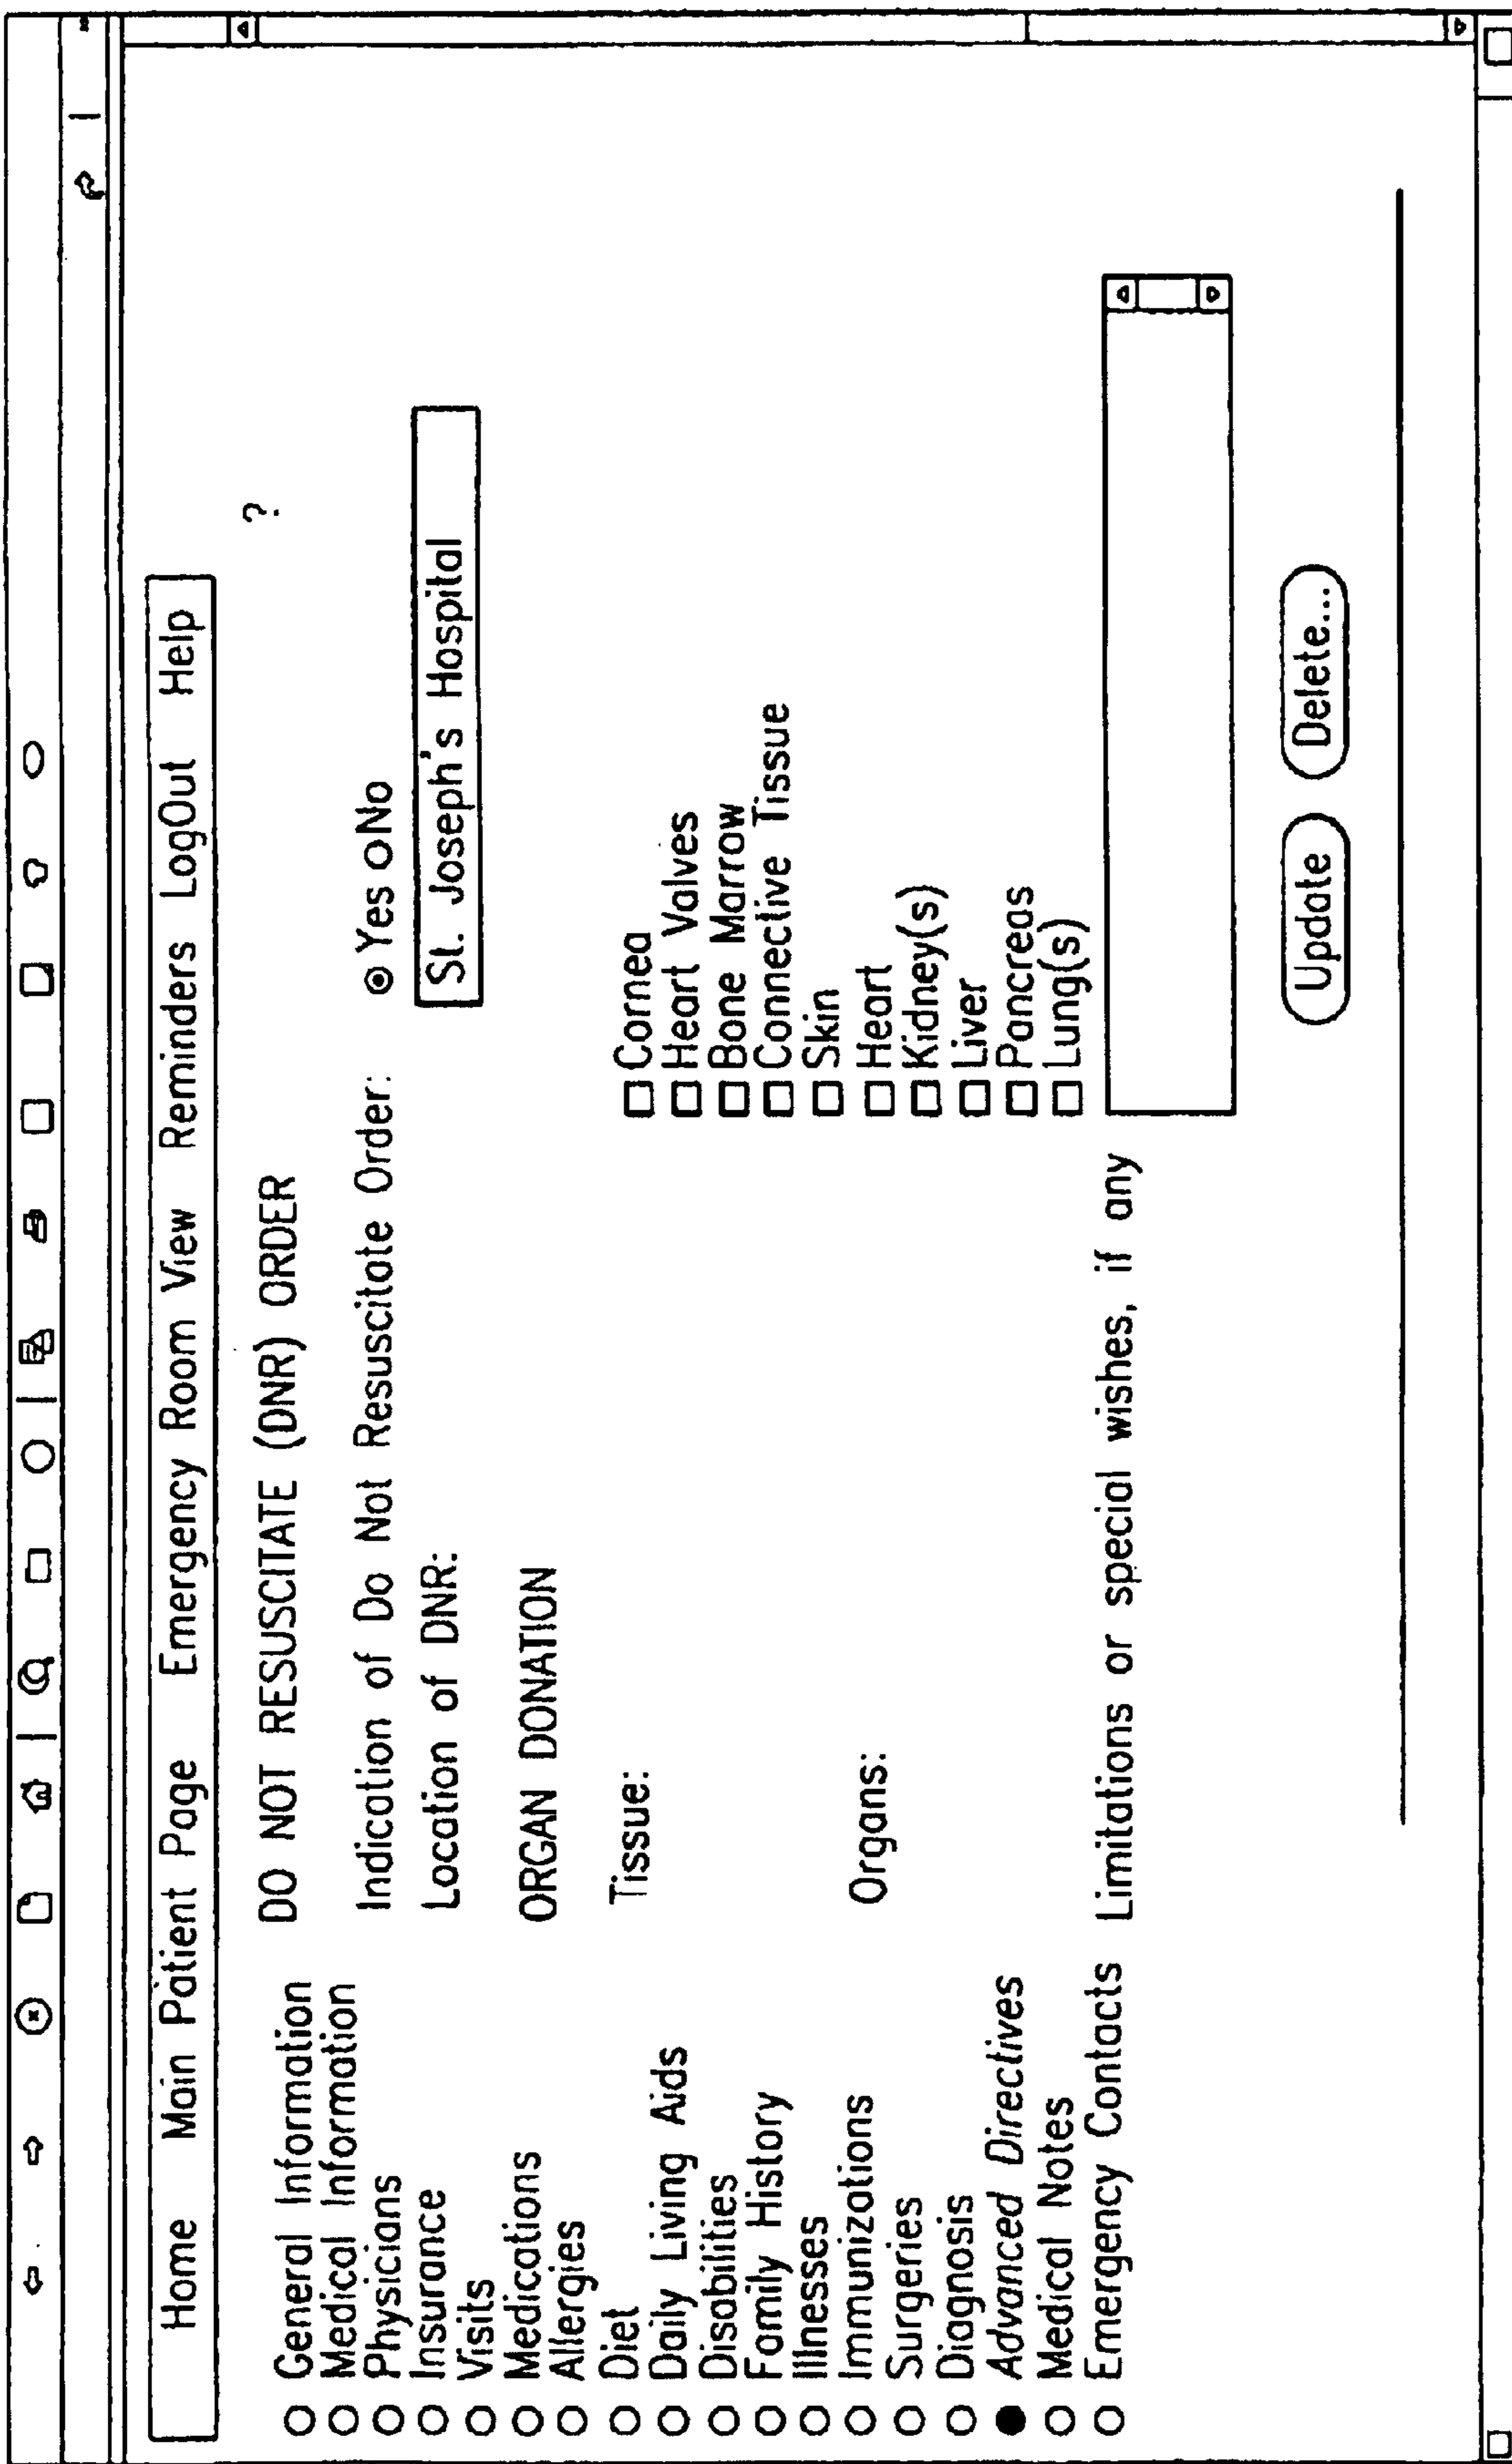 Home Main Patient Page Emergency Room View Reminders LogOut Help
General Information
Medical Information
Physicians
Insurance
Visits
Medications
Allergies
Diet
Daily Living Aids
Disabilities
Family History
Illnesses
Immunizations
Surgeries
Diagnosis
Advanced Directives
Medical Notes
Emergency Contacts
DO NOT RESUSCITATE (DNR) ORDER ?
Indication of Do Not Resuscitate Order: Yes No
Location of DNR: St. Joseph's Hospital
ORGAN DONATION
Tissue:
Cornea
Heart Valves
Bone Marrow
Connective Tissue
Skin
Organs:
Heart
Kidney(s)
Liver
Pancreas
Lung(s)
Limitations or special wishes, if any
Update Delete...